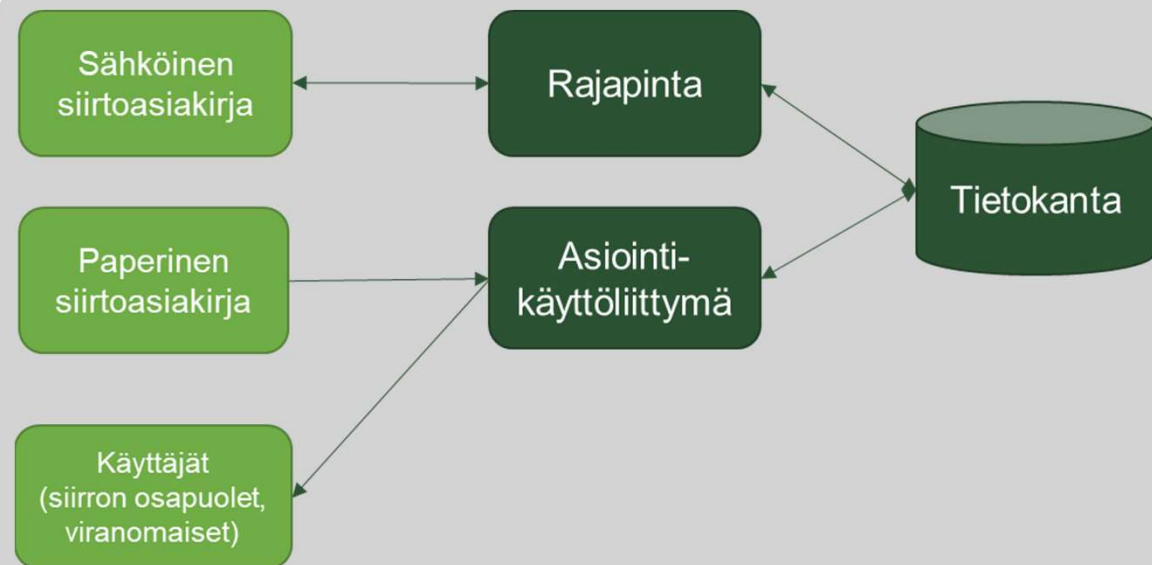 Sähköinen
siirtoasiakirja
Rajapinta
Tietokanta
Paperinen
siirtoasiakirja
Asiointi-
käyttöliittymä
Käyttäjät
(siirron osapuolet,
viranomaiset)